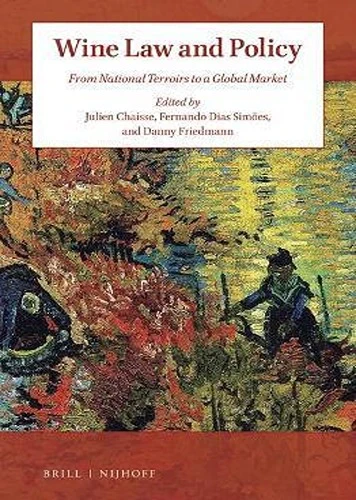 Wine Law and Policy
From National Terroirs to a Global Market
Edited by
Julien Chaisse, Fernando Dias Simões,
and Danny Friedmann
BRILL | NIJHOFF